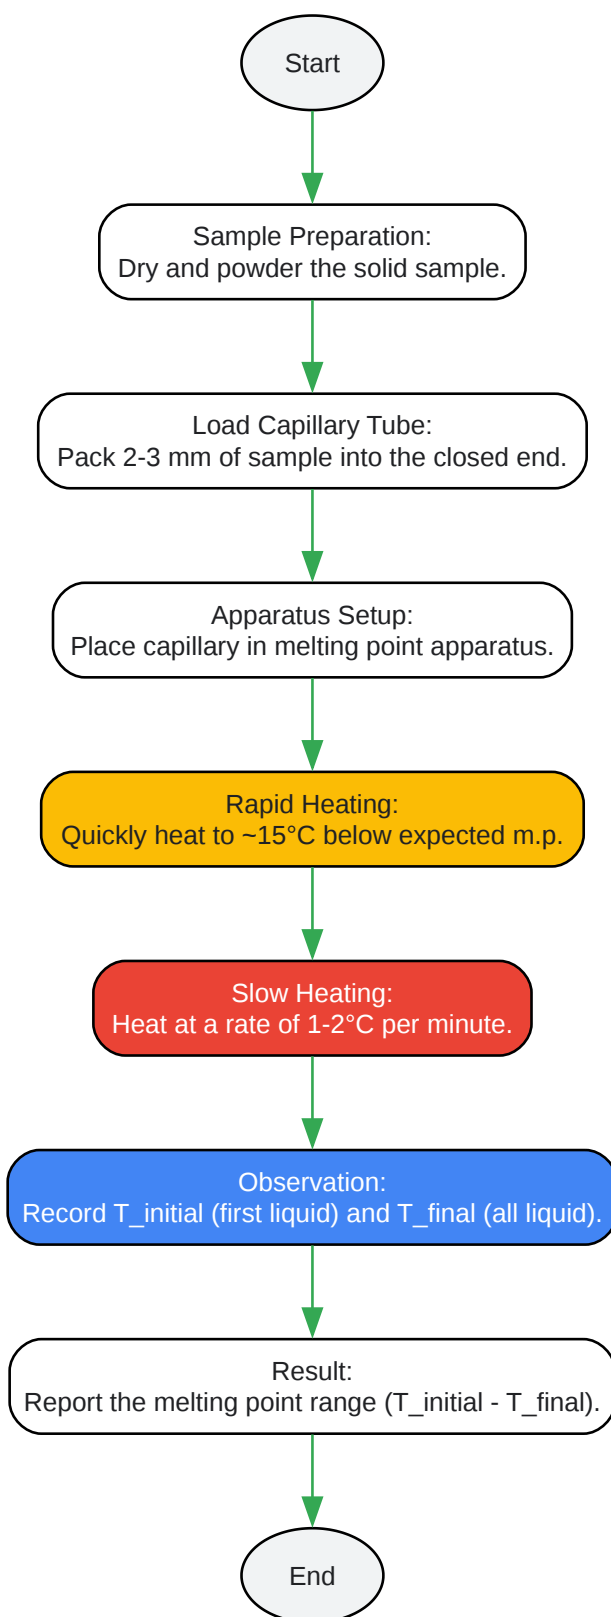 Start
Sample Preparation:
Dry and powder the solid sample.
Load Capillary Tube:
Pack 2-3 mm of sample into the closed end.
Apparatus Setup:
Place capillary in melting point apparatus.
Rapid Heating:
Quickly heat to ~15°C below expected m.p.
Slow Heating:
Heat at a rate of 1-2°C per minute.
Observation:
Record T_initial (first liquid) and T_final (all liquid).
Result:
Report the melting point range (T_initial - T_final).
End